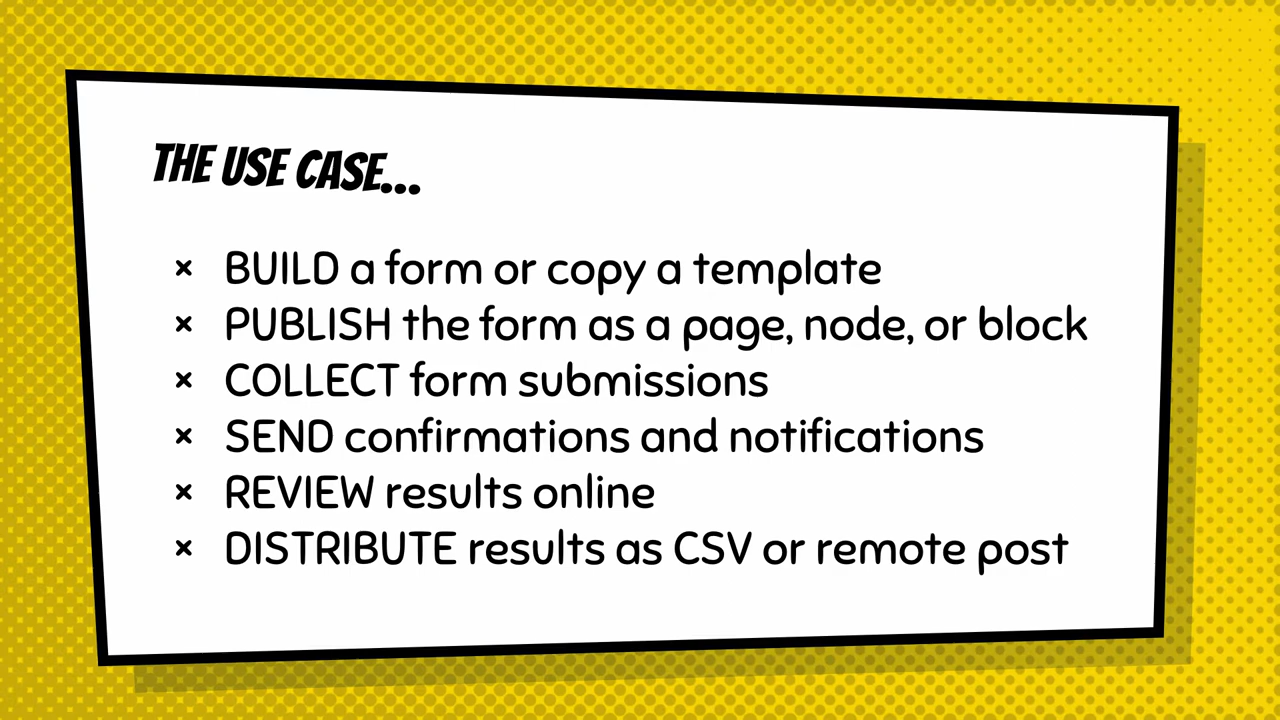 THE USE CASE...
× BUILD a form or copy a template
× PUBLISH the form as a page, node, or block
× COLLECT form submissions
× SEND confirmations and notifications
× REVIEW results online
× DISTRIBUTE results as CSV or remote post